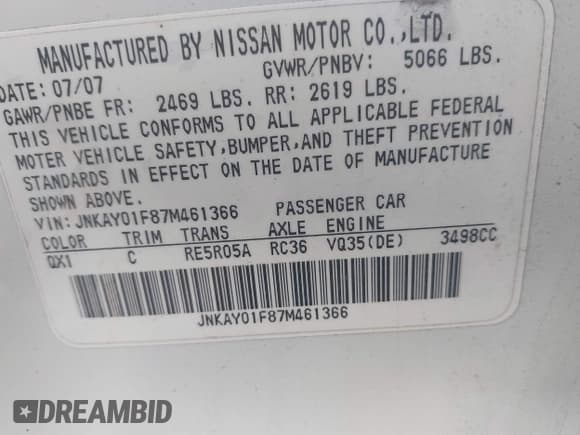 MANUFACTURED BY NISSAN MOTOR CO.,LTD.
DATE: 07/07 GVWR/PNBV: 5066 LBS.
GAWR/PNBE FR: 2469 LBS. RR: 2619 LBS.
THIS VEHICLE CONFORMS TO ALL APPLICABLE FEDERAL
MOTER VEHICLE SAFETY,BUMPER,AND THEFT PREVENTION
STANDARDS IN EFFECT ON THE DATE OF MANUFACTURE
SHOWN ABOVE.
VIN: JNKAY01F87M461366 PASSENGER CAR
COLOR TRIM TRANS AXLE ENGINE
QX1 C RE5R05A RC36 VQ35(DE) 3498CC
JNKAY01F87M461366
DREAMBID